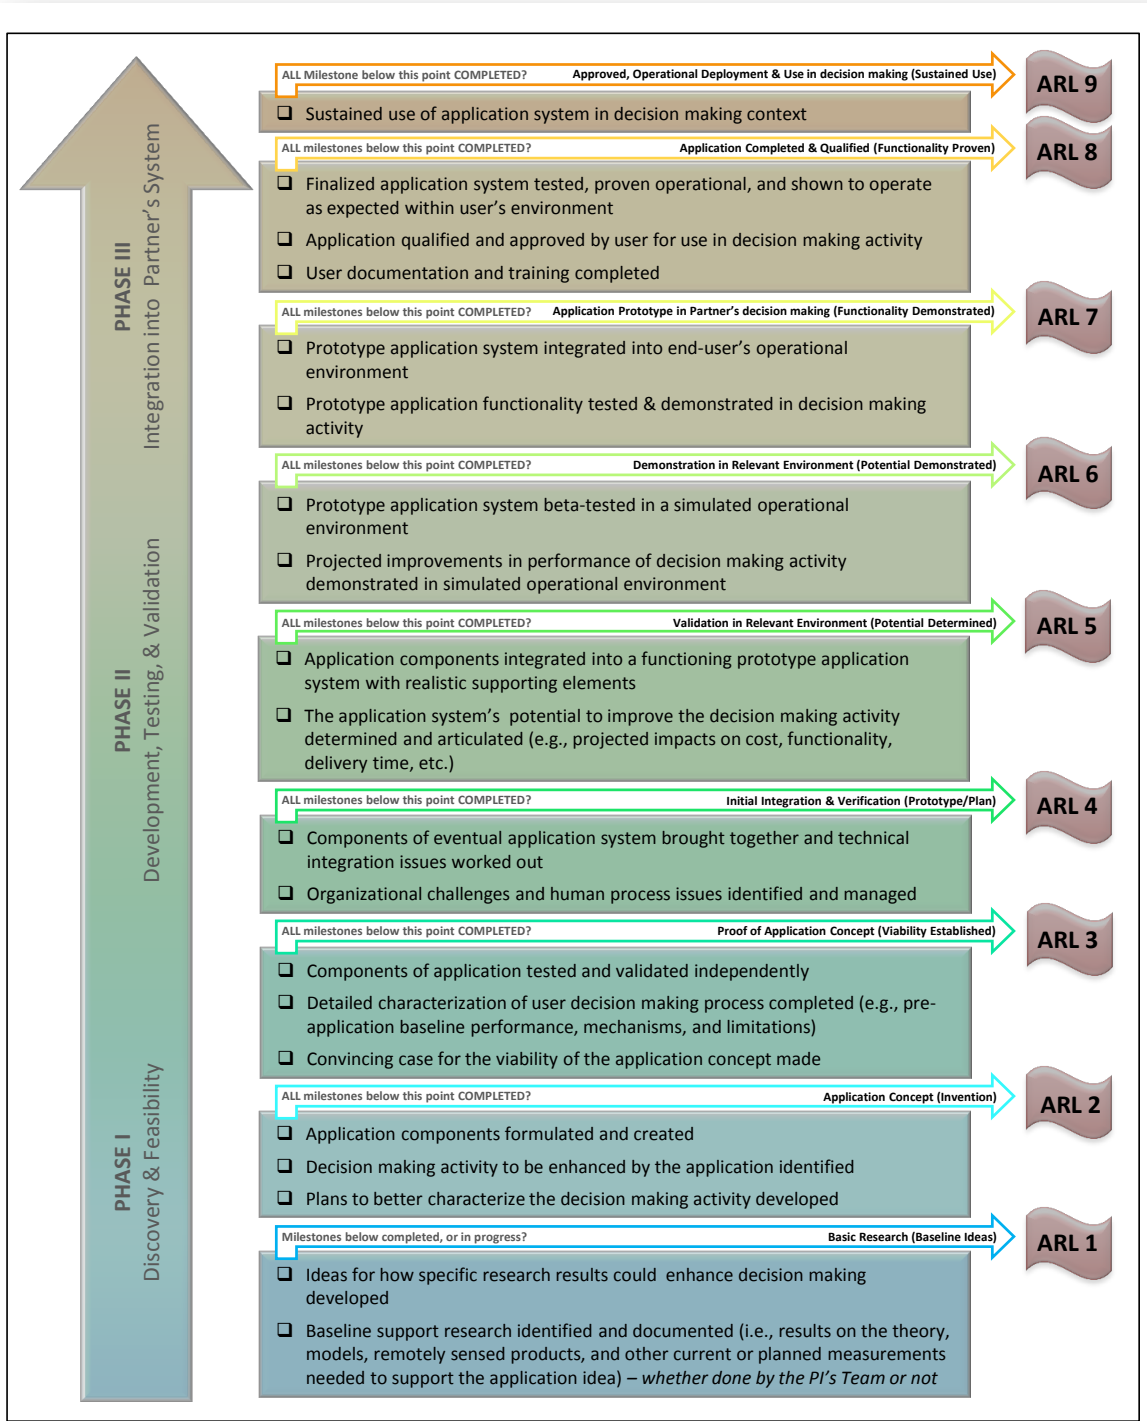 ALL Milestone below this point COMPLETED? Approved, Operational Deployment & Use in decision making (Sustained Use)
ARL 9
Sustained use of application system in decision making context
ALL milestones below this point COMPLETED? Application Completed & Qualified (Functionality Proven)
ARL 8
Finalized application system tested, proven operational, and shown to operate
as expected within user's environment
Application qualified and approved by user for use in decision making activity
User documentation and training completed
PHASE III
Integration into Partner's System
ALL milestones below this point COMPLETED? Application Prototype in Partner's decision making (Functionality Demonstrated)
ARL 7
Prototype application system integrated into end-user's operational
environment
Prototype application functionality tested & demonstrated in decision making
activity
ALL milestones below this point COMPLETED? Demonstration in Relevant Environment (Potential Demonstrated)
ARL 6
Prototype application system beta-tested in a simulated operational
environment
Projected improvements in performance of decision making activity
demonstrated in simulated operational environment
PHASE II
Development, Testing, & Validation
ALL milestones below this point COMPLETED? Validation in Relevant Environment (Potential Determined)
ARL 5
Application components integrated into a functioning prototype application
system with realistic supporting elements
The application system's potential to improve the decision making activity
determined and articulated (e.g., projected impacts on cost, functionality,
delivery time, etc.)
ALL milestones below this point COMPLETED? Initial Integration & Verification (Prototype/Plan)
ARL 4
Components of eventual application system brought together and technical
integration issues worked out
Organizational challenges and human process issues identified and managed
ALL milestones below this point COMPLETED? Proof of Application Concept (Viability Established)
ARL 3
Components of application tested and validated independently
Detailed characterization of user decision making process completed (e.g., pre-
application baseline performance, mechanisms, and limitations)
Convincing case for the viability of the application concept made
PHASE I
Discovery & Feasibility
ALL milestones below this point COMPLETED? Application Concept (Invention)
ARL 2
Application components formulated and created
Decision making activity to be enhanced by the application identified
Plans to better characterize the decision making activity developed
Milestones below completed, or in progress? Basic Research (Baseline Ideas)
ARL 1
Ideas for how specific research results could enhance decision making
developed
Baseline support research identified and documented (i.e., results on the theory,
models, remotely sensed products, and other current or planned measurements
needed to support the application idea) – whether done by the PI's Team or not